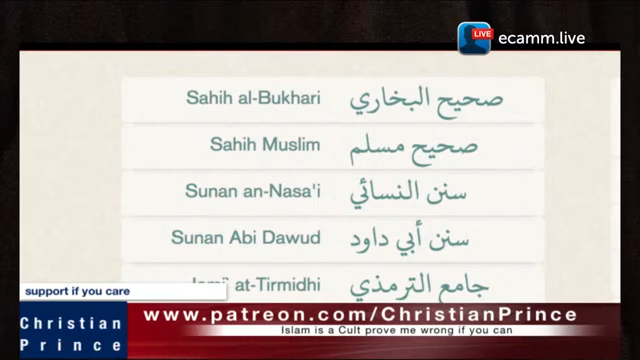 LIVE
ecamm.live
Sahih al-Bukhari صحيح البخاري
Sahih Muslim صحيح مسلم
Sunan an-Nasa'i سنن النسائي
Sunan Abi Dawud سنن أبي داود
at-Tirmidhi جامع الترمذي
support if you care
Christian Prince
www.patreon.com/ChristianPrince
Islam is a Cult prove me wrong if you can